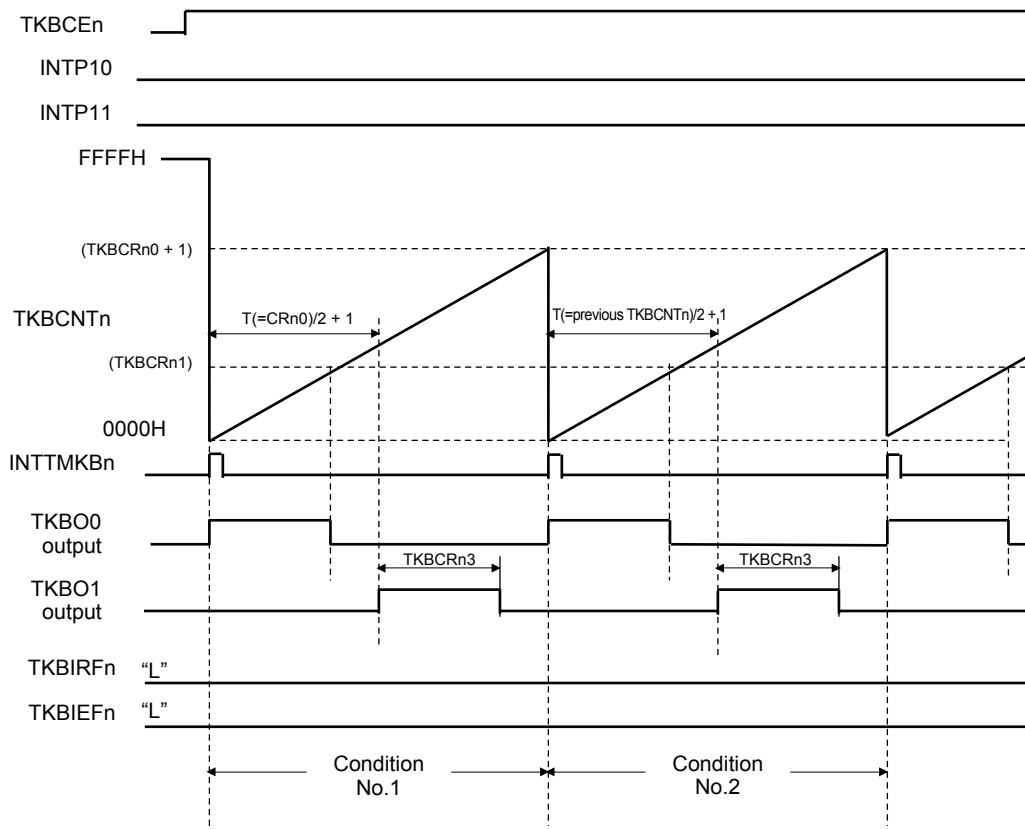 TKBCEn
INTP10
INTP11
FFFFH
(TKBCRn0 + 1)
T(=CRn0)/2 + 1
T(=previous TKBCNTn)/2 + 1
TKBCNTn
(TKBCRn1)
0000H
INTTMKBn
TKBO0
output
TKBCRn3
TKBCRn3
TKBO1
output
TKBIRFn “L”
TKBIEFn “L”
Condition
No.1
Condition
No.2